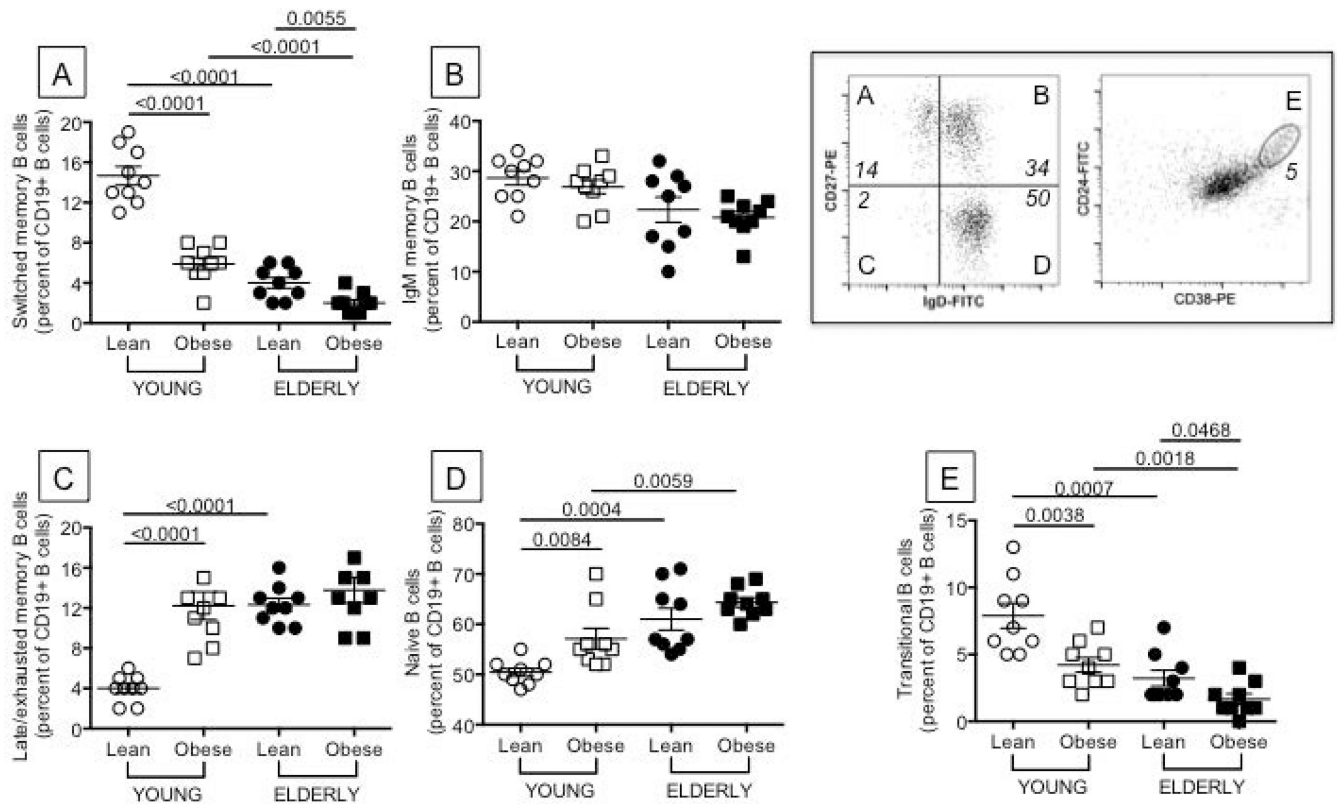 A
0.0055
<0.0001
<0.0001
<0.0001
Switched memory B cells
(percent of CD19+ B cells)
20
16
12
8
4
0
Lean Obese Lean Obese
YOUNG ELDERLY
B
IgM memory B cells
(percent of CD19+ B cells)
40
30
20
10
0
Lean Obese Lean Obese
YOUNG ELDERLY
A B
14 34
2 50
C D
CD27-PE
IgD-FITC
E
5
CD24-FITC
CD38-PE
C
<0.0001
<0.0001
Late/exhausted memory B cells
(percent of CD19+ B cells)
20
16
12
8
4
0
Lean Obese Lean Obese
YOUNG ELDERLY
D
0.0059
0.0004
0.0084
Naive B cells
(percent of CD19+ B cells)
80
70
60
50
40
Lean Obese Lean Obese
YOUNG ELDERLY
E
0.0468
0.0018
0.0007
0.0038
Transitional B cells
(percent of CD19+ B cells)
15
10
5
0
Lean Obese Lean Obese
YOUNG ELDERLY